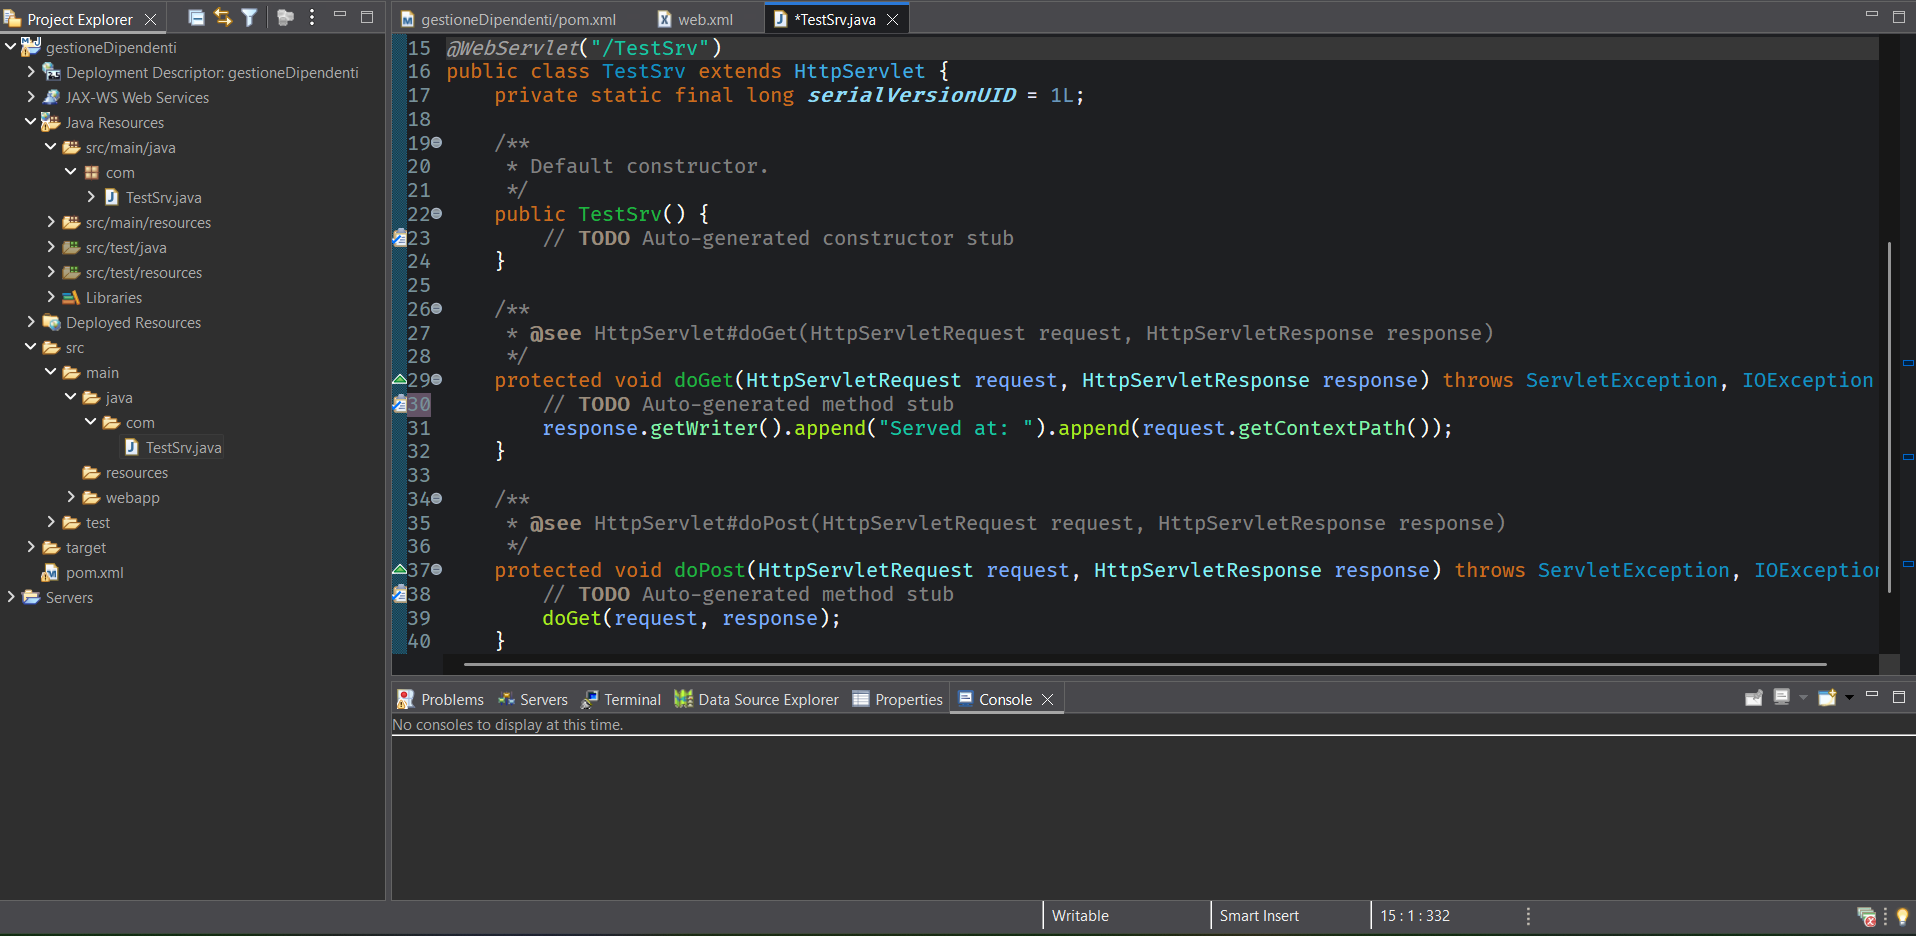 Project Explorer
gestioneDipendenti/pom.xml
web.xml
*TestSrv.java
gestioneDipendenti
Deployment Descriptor: gestioneDipendenti
JAX-WS Web Services
Java Resources
src/main/java
com
TestSrv.java
src/main/resources
src/test/java
src/test/resources
Libraries
Deployed Resources
src
main
java
com
TestSrv.java
resources
webapp
test
target
pom.xml
Servers
15 @WebServlet("/TestSrv")
16 public class TestSrv extends HttpServlet {
17     private static final long serialVersionUID = 1L;
18
19     /**
20      * Default constructor.
21      */
22     public TestSrv() {
23         // TODO Auto-generated constructor stub
24     }
25
26     /**
27      * @see HttpServlet#doGet(HttpServletRequest request, HttpServletResponse response)
28      */
29     protected void doGet(HttpServletRequest request, HttpServletResponse response) throws ServletException, IOException
30         // TODO Auto-generated method stub
31         response.getWriter().append("Served at: ").append(request.getContextPath());
32     }
33
34     /**
35      * @see HttpServlet#doPost(HttpServletRequest request, HttpServletResponse response)
36      */
37     protected void doPost(HttpServletRequest request, HttpServletResponse response) throws ServletException, IOException
38         // TODO Auto-generated method stub
39         doGet(request, response);
40     }
Problems
Servers
Terminal
Data Source Explorer
Properties
Console
No consoles to display at this time.
Writable
Smart Insert
15 : 1 : 332